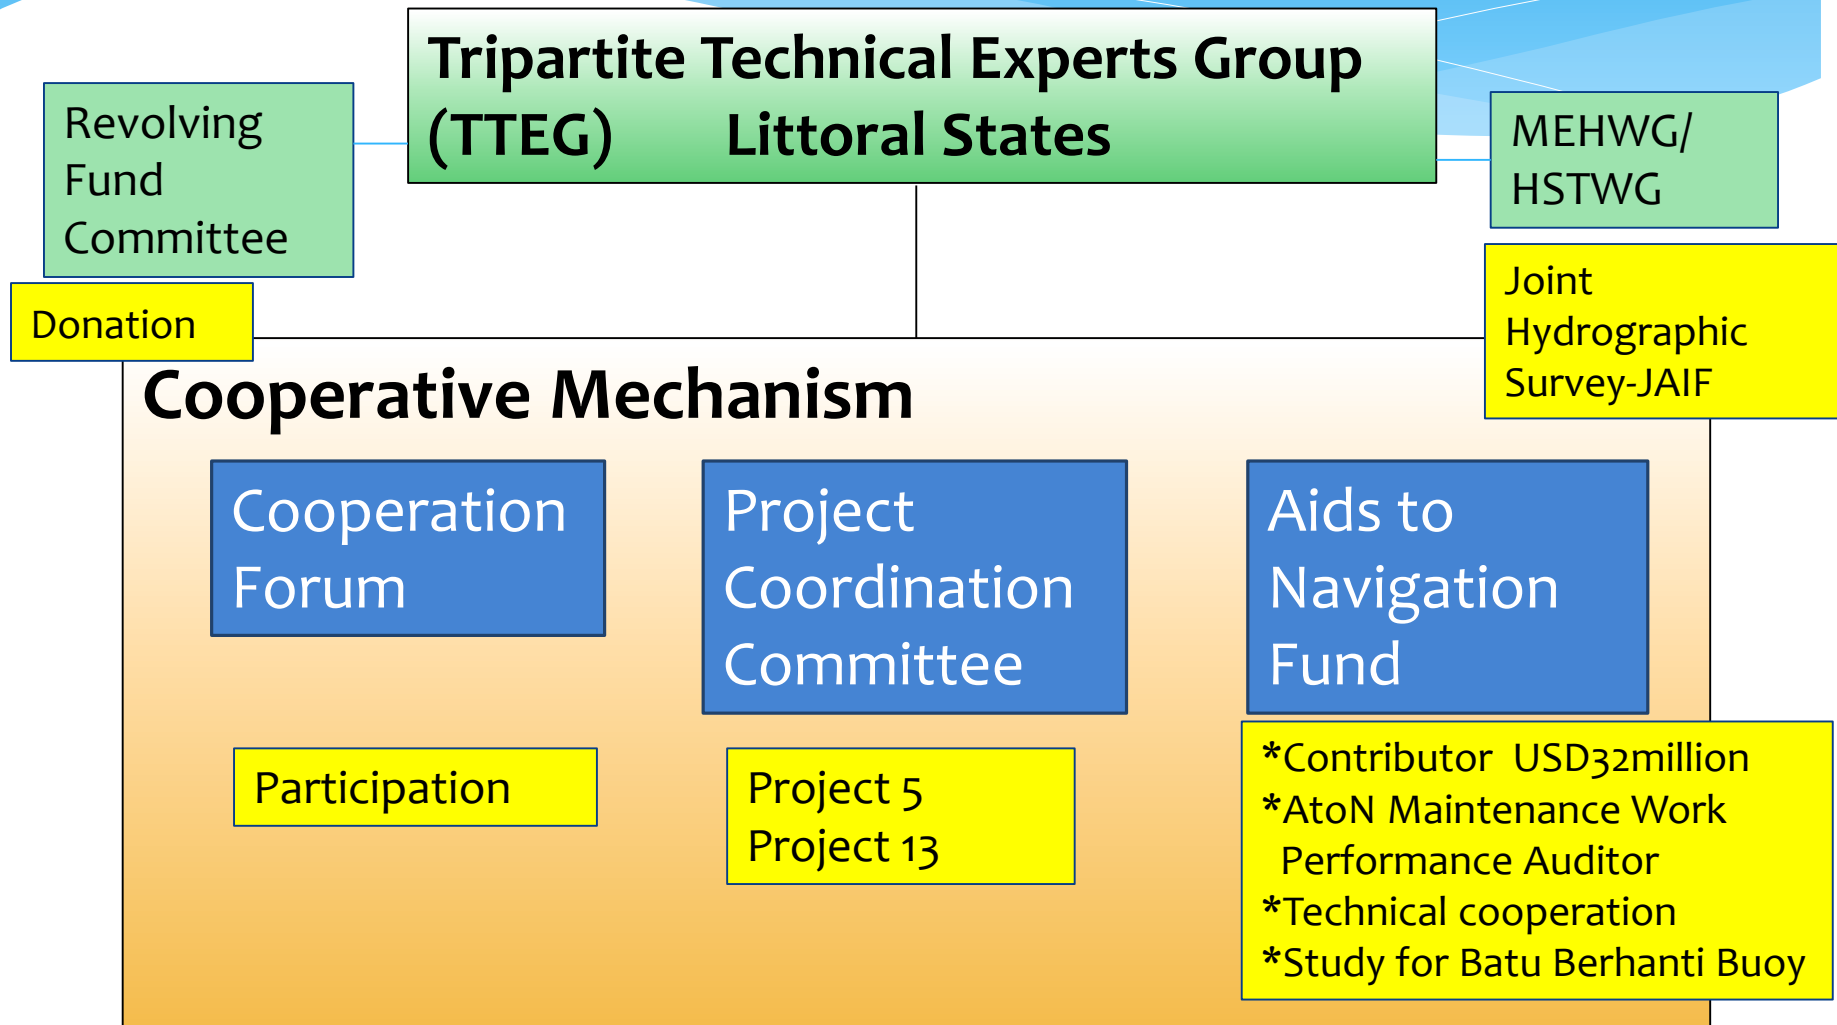 Tripartite Technical Experts Group
(TTEG) Littoral States
Revolving
Fund
Committee
MEHWG/
HSTWG
Donation
Joint
Hydrographic
Survey-JAIF
Cooperative Mechanism
Cooperation
Forum
Project
Coordination
Committee
Aids to
Navigation
Fund
Participation
Project 5
Project 13
*Contributor USD32million
*AtoN Maintenance Work
Performance Auditor
*Technical cooperation
*Study for Batu Berhanti Buoy